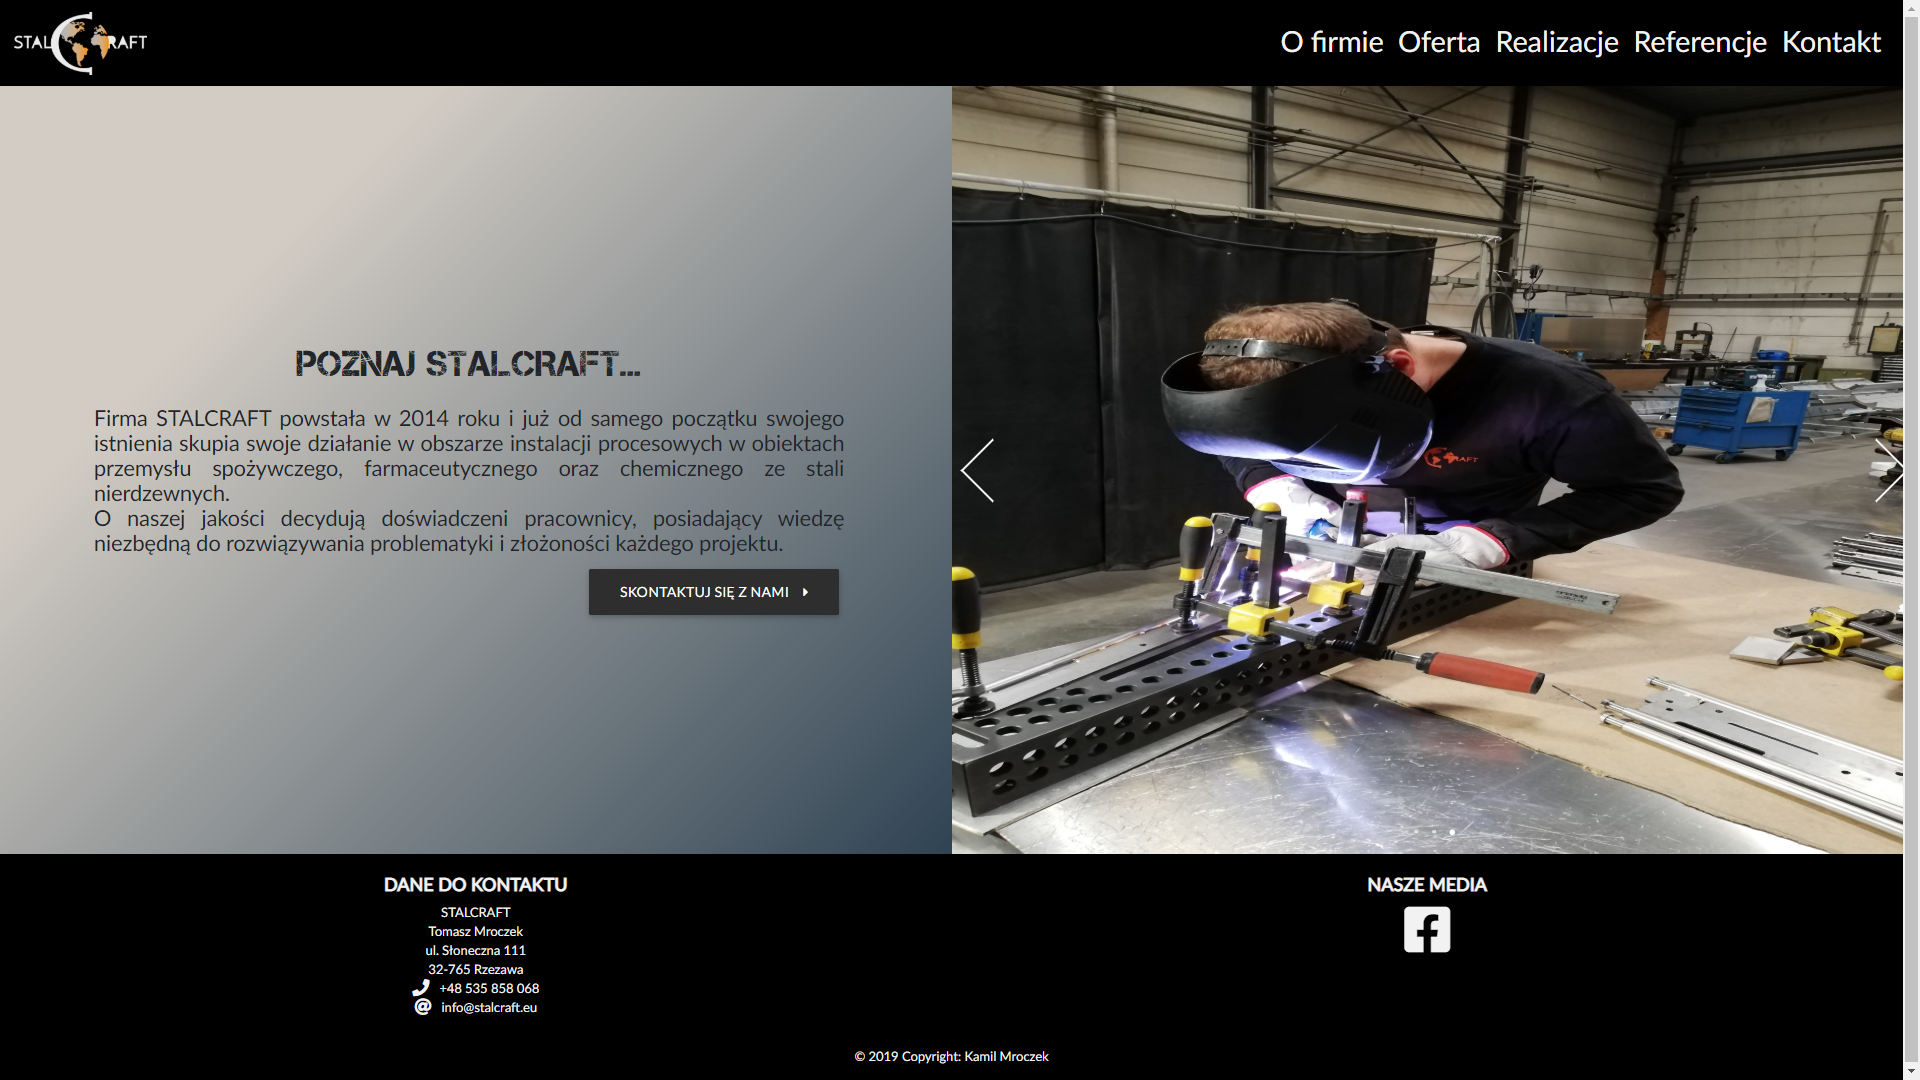 STAL RAFT
O firmie Oferta Realizacje Referencje Kontakt
POZNAJ STALCRAFT...
Firma STALCRAFT powstała w 2014 roku i już od samego początku swojego
istnienia skupia swoje działanie w obszarze instalacji procesowych w obiektach
przemysłu spożywczego, farmaceutycznego oraz chemicznego ze stali
nierdzewnych.
O naszej jakości decydują doświadczeni pracownicy, posiadający wiedzę
niezbędną do rozwiązywania problematyki i złożoności każdego projektu.
SKONTAKTUJ SIĘ Z NAMI
DANE DO KONTAKTU
STALCRAFT
Tomasz Mroczek
ul. Słoneczna 111
32-765 Rzezawa
+48 535 858 068
info@stalcraft.eu
NASZE MEDIA
© 2019 Copyright: Kamil Mroczek